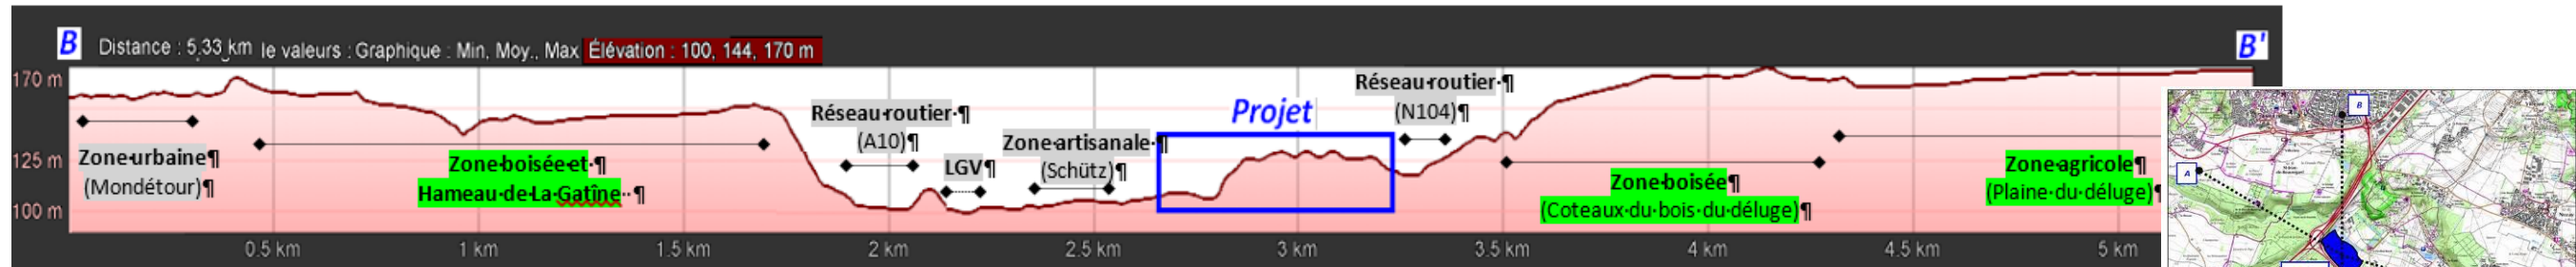 B Distance : 5.33 km le valeurs : Graphique : Min, Moy., Max Élévation : 100, 144, 170 m B'
170 m
125 m
100 m
Zone·urbaine¶
(Mondétour)¶
Zone·boisée·et·¶
Hameau·de·La·Gatîne··¶
Réseau·routier·¶
(A10)¶
LGV¶
Zone·artisanale·¶
(Schütz)¶
Projet
Réseau·routier·¶
(N104)¶
Zone·boisée¶
(Coteaux·du·bois·du·déluge)¶
Zone·agricole¶
(Plaine·du·déluge)¶
0.5 km 1 km 1.5 km 2 km 2.5 km 3 km 3.5 km 4 km 4.5 km 5 km
B
A